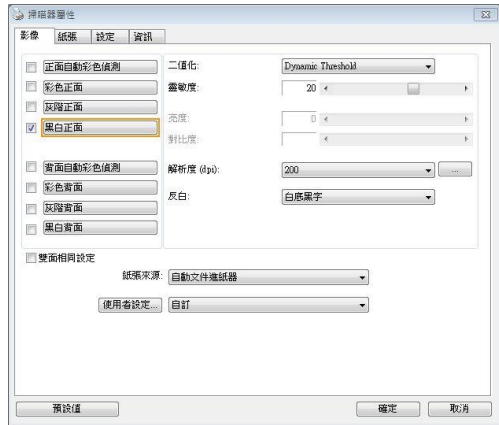 掃瞄器屬性
影像 紙張 設定 資訊
正面自動彩色偵測
彩色正面
灰階正面
黑白正面
背面自動彩色偵測
彩色背面
灰階背面
黑白背面
二值化: Dynamic Threshold
靈敏度: 20
亮度: 0
對比度:
解析度 (dpi): 200 ...
反白: 白底黑字
雙面相同設定
紙張來源: 自動文件進紙器
使用者設定... 自訂
預設值 確定 取消